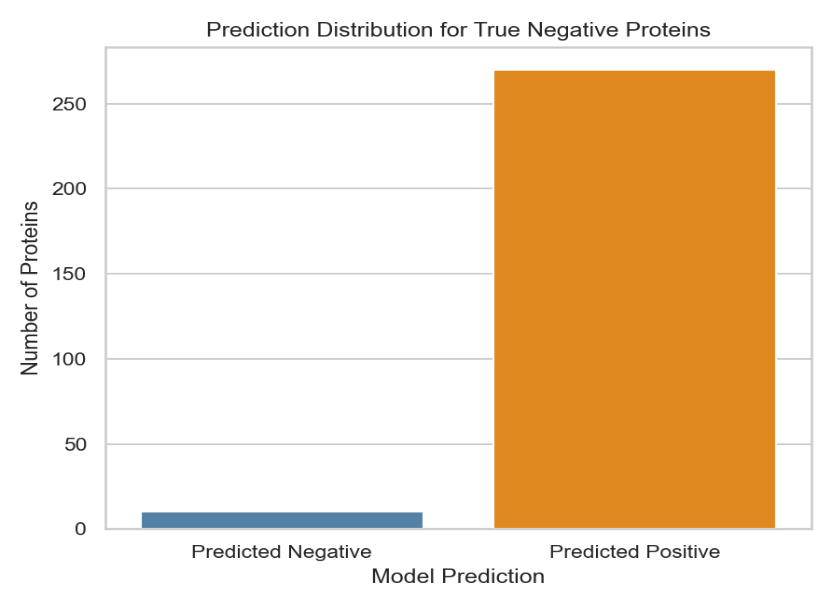 Prediction Distribution for True Negative Proteins
Number of Proteins
250
200
150
100
50
0
Predicted Negative
Predicted Positive
Model Prediction